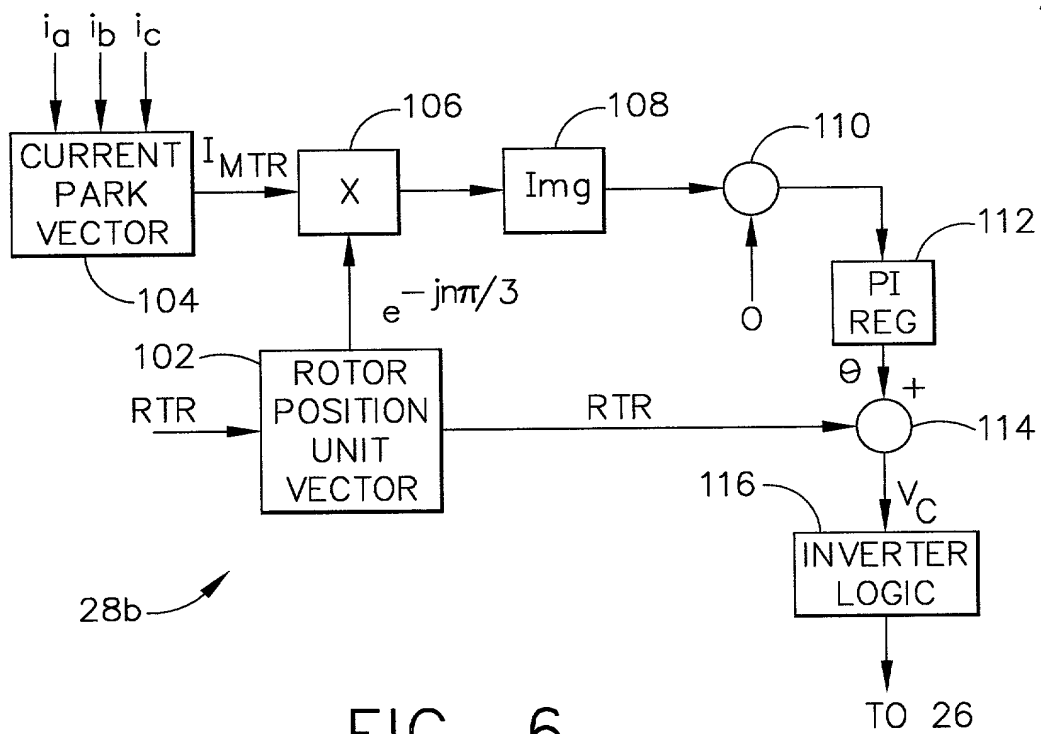 ia ib ic
106
108
110
CURRENT
PARK
VECTOR
IMTR
X
Img
112
104
e-jnπ/3
0
PI
REG
102
ROTOR
POSITION
UNIT
VECTOR
RTR
RTR
θ
+
114
116
VC
INVERTER
LOGIC
28b
TO 26
FIG. 6